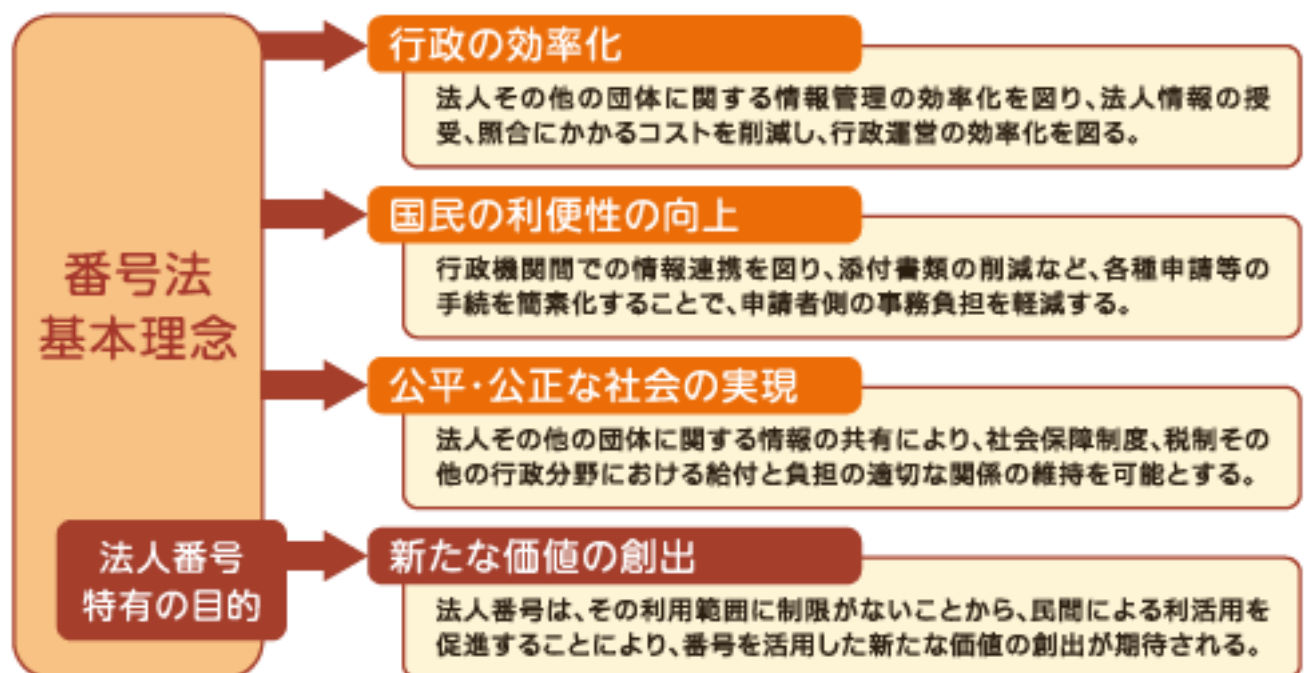 番号法
基本理念
行政の効率化
法人その他の団体に関する情報管理の効率化を図り、法人情報の授
受、照合にかかるコストを削減し、行政運営の効率化を図る。
国民の利便性の向上
行政機関間での情報連携を図り、添付書類の削減など、各種申請等の
手続を簡素化することで、申請者側の事務負担を軽減する。
公平・公正な社会の実現
法人その他の団体に関する情報の共有により、社会保障制度、税制その
他の行政分野における給付と負担の適切な関係の維持を可能とする。
法人番号
特有の目的
新たな価値の創出
法人番号は、その利用範囲に制限がないことから、民間による利活用を
促進することにより、番号を活用した新たな価値の創出が期待される。